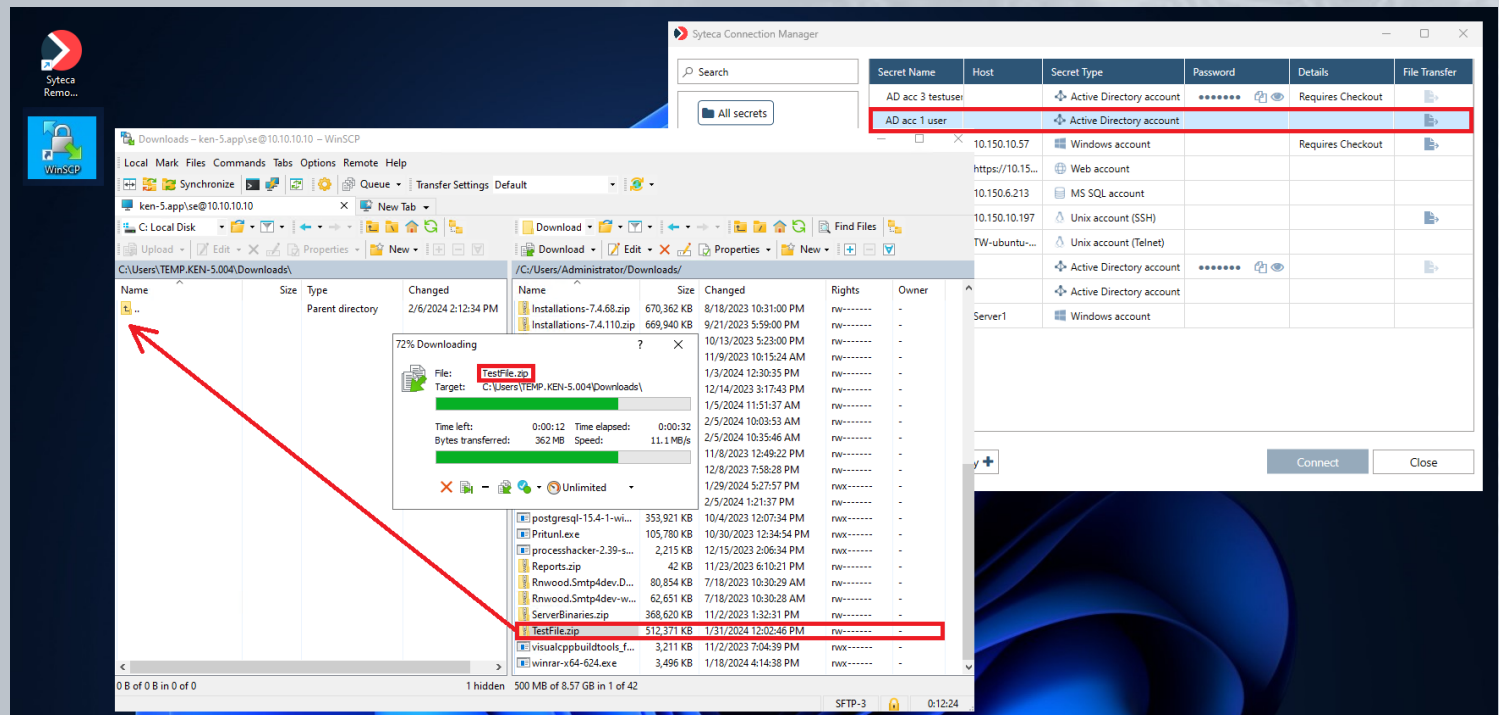 Syteca
Remo...
WinSCP
Syteca Connection Manager
Search
All secrets
Secret Name Host Secret Type Password Details File Transfer
AD acc 3 testuser Active Directory account ••••••• Requires Checkout
AD acc 1 user Active Directory account
10.150.10.57 Windows account Requires Checkout
https://10.15... Web account
10.150.6.213 MS SQL account
10.150.10.197 Unix account (SSH)
TW-ubuntu-... Unix account (Telnet)
Active Directory account •••••••
Active Directory account
Server1 Windows account
Connect Close
Downloads – ken-5.app\se@10.10.10.10 – WinSCP
Local Mark Files Commands Tabs Options Remote Help
Synchronize Queue Transfer Settings Default
ken-5.app\se@10.10.10.10 X New Tab
C: Local Disk
Download Find Files
Upload Edit Properties New
Download Edit Properties New
C:\Users\TEMP.KEN-5.004\Downloads\
Name Size Type Changed
.. Parent directory 2/6/2024 2:12:34 PM
/C:/Users/Administrator/Downloads/
Name Size Changed Rights Owner
Installations-7.4.68.zip 670,362 KB 8/18/2023 10:31:00 PM rw------- -
Installations-7.4.110.zip 669,940 KB 9/21/2023 5:59:00 PM rw------- -
10/13/2023 5:23:00 PM rw------- -
11/9/2023 10:15:24 AM rw------- -
1/3/2024 12:30:35 PM rw------- -
12/14/2023 3:17:43 PM rw------- -
1/5/2024 11:51:37 AM rw------- -
2/5/2024 10:03:53 AM rw------- -
2/5/2024 10:35:46 AM rw------- -
11/8/2023 12:49:22 PM rw------- -
12/8/2023 7:58:28 PM rw------- -
1/29/2024 5:27:57 PM rwx------ -
2/5/2024 1:21:37 PM rw------- -
postgresql-15.4-1-wi... 353,921 KB 10/4/2023 12:07:34 PM rwx------ -
Pritunl.exe 105,780 KB 10/30/2023 12:34:54 PM rwx------ -
processhacker-2.39-s... 2,215 KB 12/15/2023 2:06:34 PM rwx------ -
Reports.zip 42 KB 11/23/2023 6:10:21 PM rw------- -
Rnwood.Smtp4dev.D... 80,854 KB 7/18/2023 10:30:29 AM rw------- -
Rnwood.Smtp4dev-w... 62,651 KB 7/18/2023 10:30:28 AM rw------- -
ServerBinaries.zip 368,620 KB 11/2/2023 1:32:31 PM rw------- -
TestFile.zip 512,371 KB 1/31/2024 12:02:46 PM rw------- -
visualcppbuildtools_f... 3,211 KB 11/2/2023 7:04:39 PM rwx------ -
winrar-x64-624.exe 3,496 KB 1/18/2024 4:14:38 PM rwx------ -
72% Downloading ? X
File: TestFile.zip
Target: C:\Users\TEMP.KEN-5.004\Downloads\
Time left: 0:00:12 Time elapsed: 0:00:32
Bytes transferred: 362 MB Speed: 11.1 MB/s
Unlimited
0 B of 0 B in 0 of 0 1 hidden
500 MB of 8.57 GB in 1 of 42
SFTP-3 0:12:24